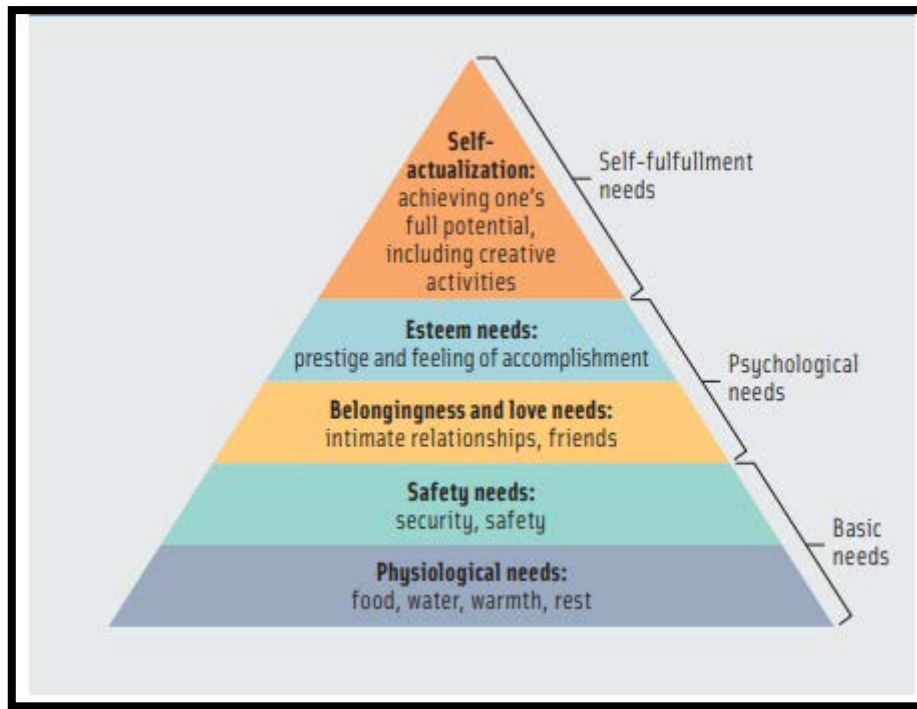 Self-
actualization:
achieving one's
full potential,
including creative
activities
Self-fulfullment
needs
Esteem needs:
prestige and feeling of accomplishment
Psychological
needs
Belongingness and love needs:
intimate relationships, friends
Safety needs:
security, safety
Basic
needs
Physiological needs:
food, water, warmth, rest